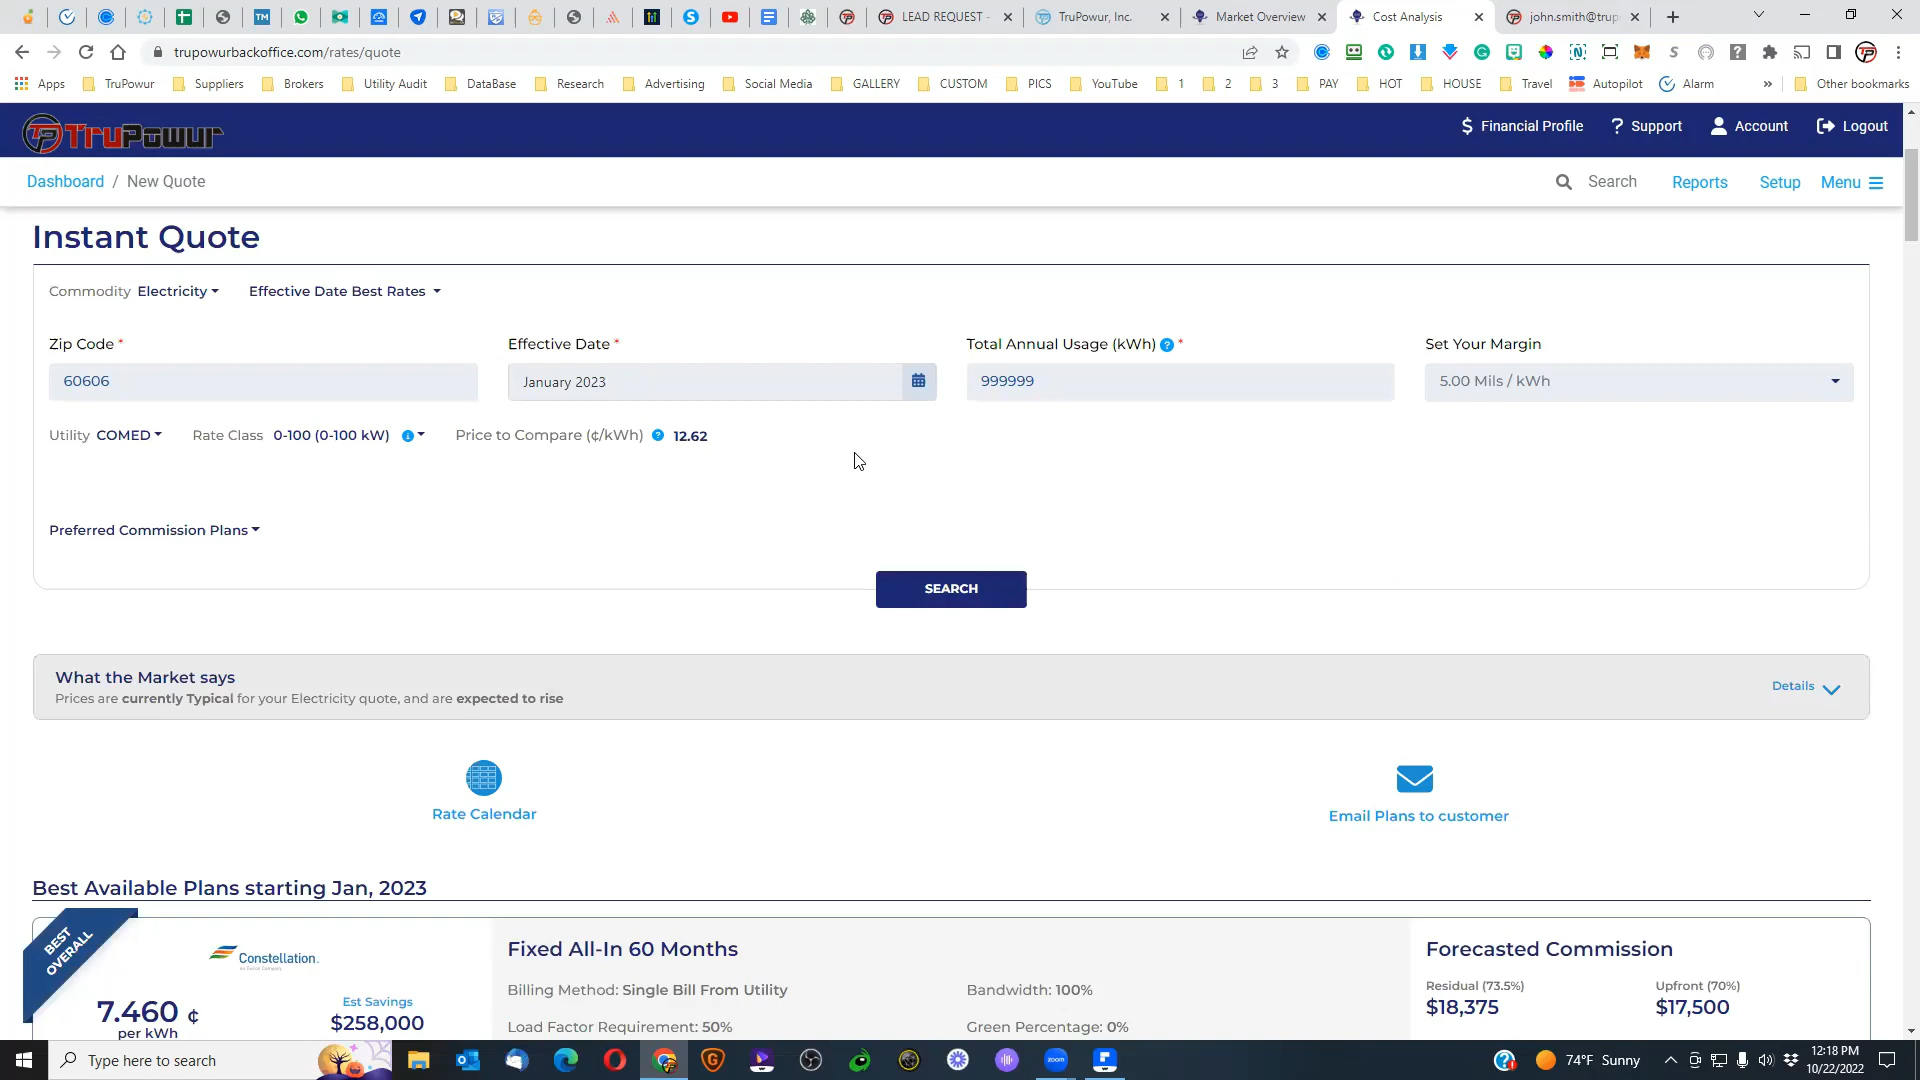 LEAD REQUEST -
TruPowur, Inc.
Market Overview
Cost Analysis
john.smith@trup
trupowurbackoffice.com/rates/quote
Apps TruPowur Suppliers Brokers Utility Audit DataBase Research Advertising Social Media GALLERY CUSTOM PICS YouTube 1 2 3 PAY HOT HOUSE Travel Autopilot Alarm » Other bookmarks
TruPowur
Financial Profile Support Account Logout
Dashboard / New Quote
Search Reports Setup Menu
Instant Quote
Commodity Electricity Effective Date Best Rates
Zip Code * Effective Date * Total Annual Usage (kWh) * Set Your Margin
60606 January 2023 999999 5.00 Mils / kWh
Utility COMED Rate Class 0-100 (0-100 kW) Price to Compare (¢/kWh) 12.62
Preferred Commission Plans
SEARCH
What the Market says
Prices are currently Typical for your Electricity quote, and are expected to rise
Details
Rate Calendar
Email Plans to customer
Best Available Plans starting Jan, 2023
BEST
OVERALL
Constellation.
7.460 ¢
per kWh
Est Savings
$258,000
Fixed All-In 60 Months
Billing Method: Single Bill From Utility Bandwidth: 100%
Load Factor Requirement: 50% Green Percentage: 0%
Forecasted Commission
Residual (73.5%) Upfront (70%)
$18,375 $17,500
Type here to search
zoom
74°F Sunny
12:18 PM
10/22/2022